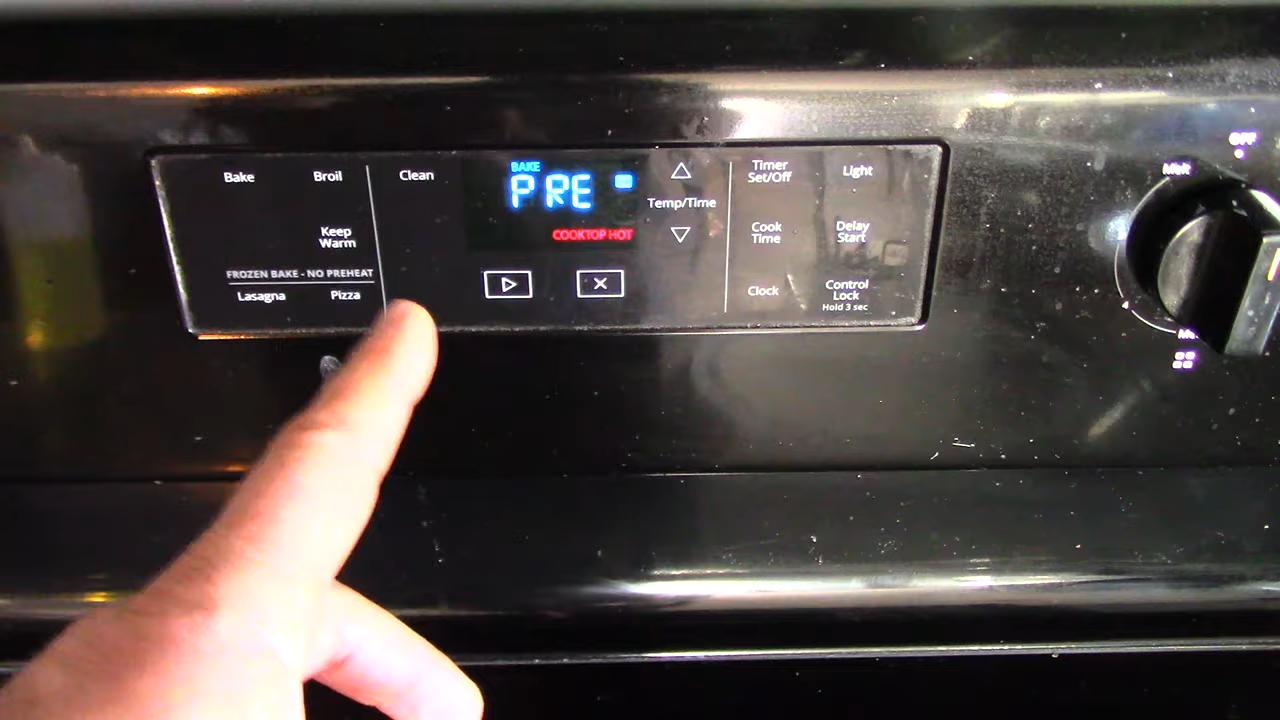 Bake
Broil
Keep
Warm
FROZEN BAKE - NO PREHEAT
Lasagna
Pizza
Clean
BAKE
PRE
COOKTOP HOT
Temp/Time
Timer
Set/Off
Light
Cook
Time
Delay
Start
Clock
Control
Lock
Hold 3 sec
OFF
Melt